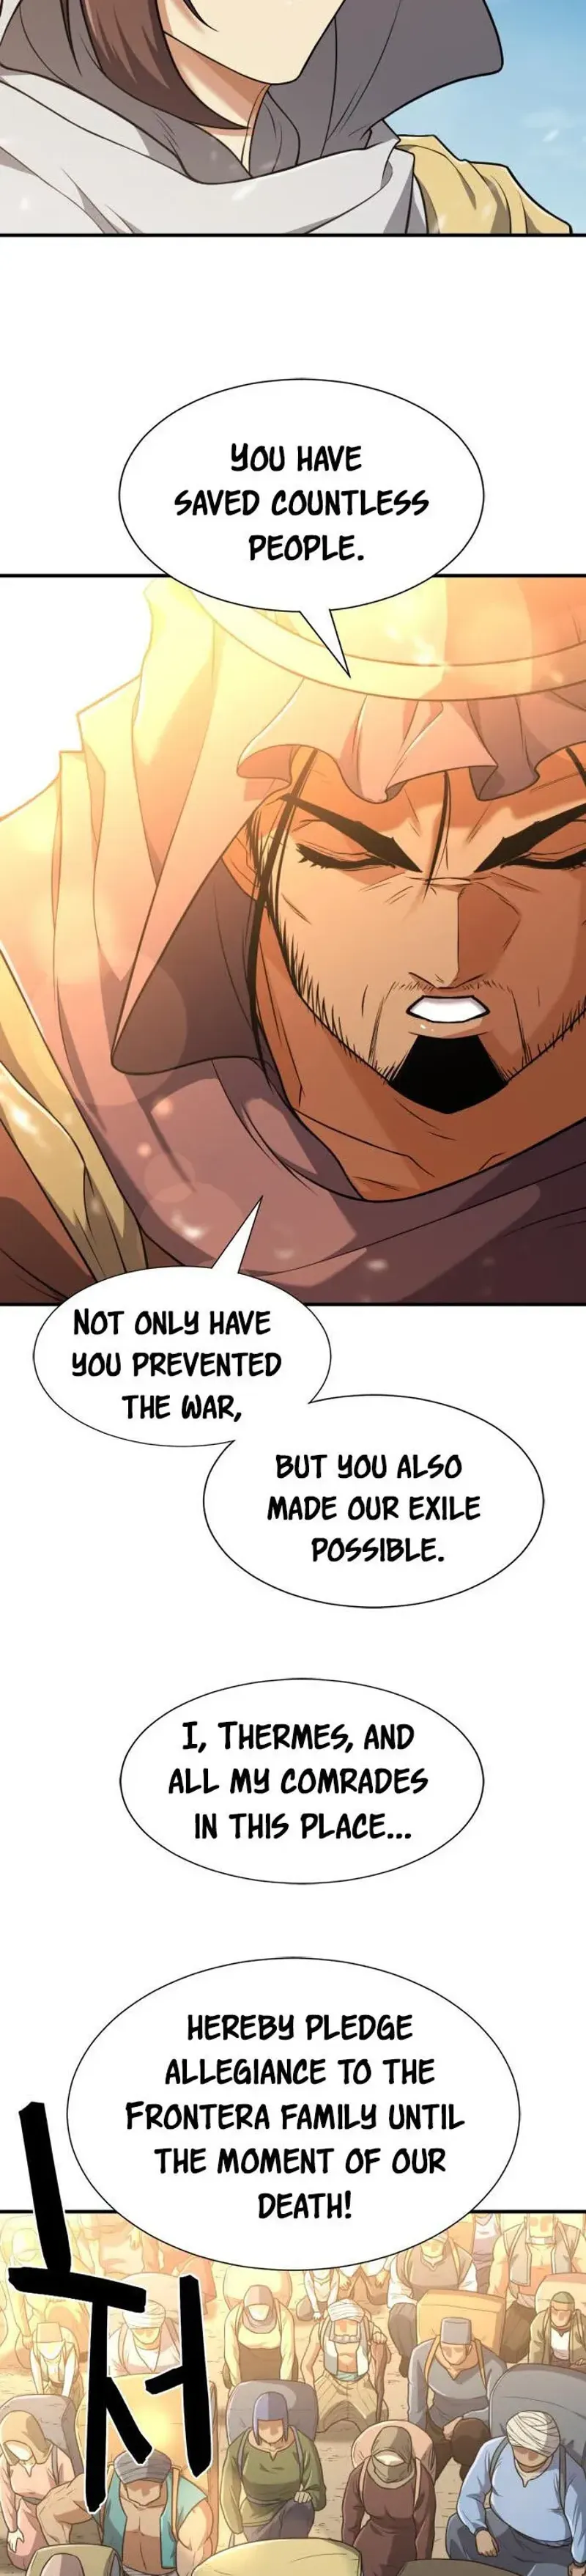 YOU HAVE
SAVED COUNTLESS
PEOPLE.
NOT ONLY HAVE
YOU PREVENTED
THE WAR,
BUT YOU ALSO
MADE OUR EXILE
POSSIBLE.
I, THERMES, AND
ALL MY COMRADES
IN THIS PLACE...
HEREBY PLEDGE
ALLEGIANCE TO THE
FRONTERA FAMILY UNTIL
THE MOMENT OF OUR
DEATH!